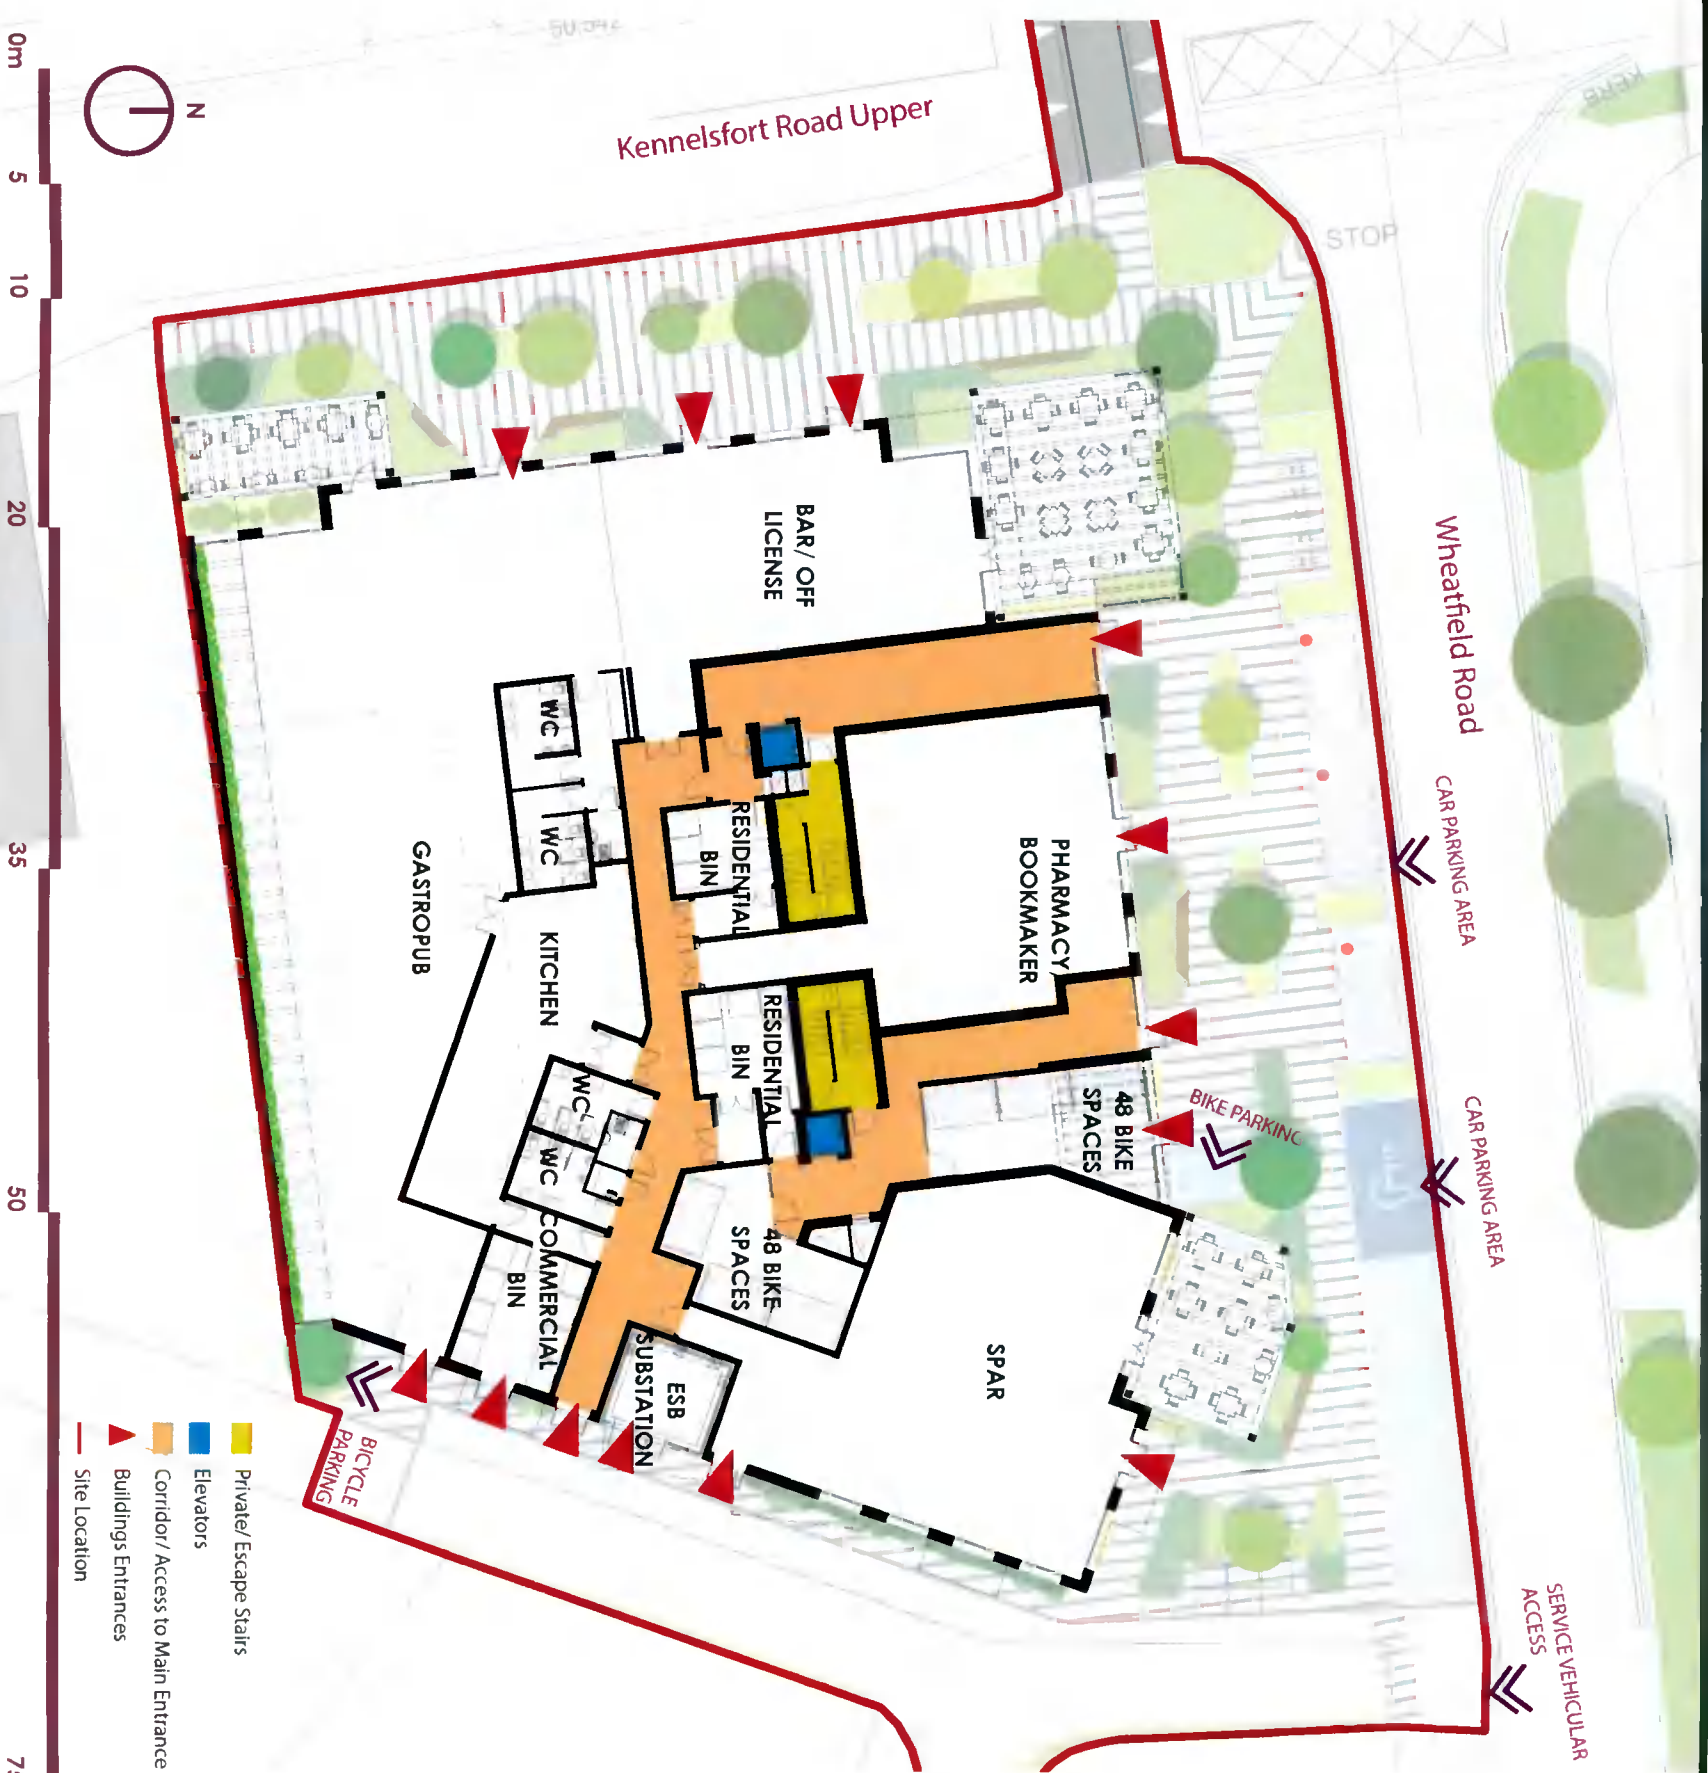 Kennelsfort Road Upper
50.542
KERB
STOP
Wheatfield Road
CAR PARKING AREA
CAR PARKING AREA
SERVICE VEHICULAR
ACCESS
BIKE PARKING
BAR/ OFF
LICENSE
PHARMACY/
BOOKMAKER
48 BIKE
SPACES
RESIDENTIAL
BIN
RESIDENTIAL
BIN
WC
WC
GASTROPUB
KITCHEN
WC
WC
COMMERCIAL
BIN
48 BIKE
SPACES
ESB
SUBSTATION
SPAR
BICYCLE
PARKING
Private/ Escape Stairs
Elevators
Corridor/ Access to Main Entrance
Buildings Entrances
Site Location
N
0m
5
10
20
35
50